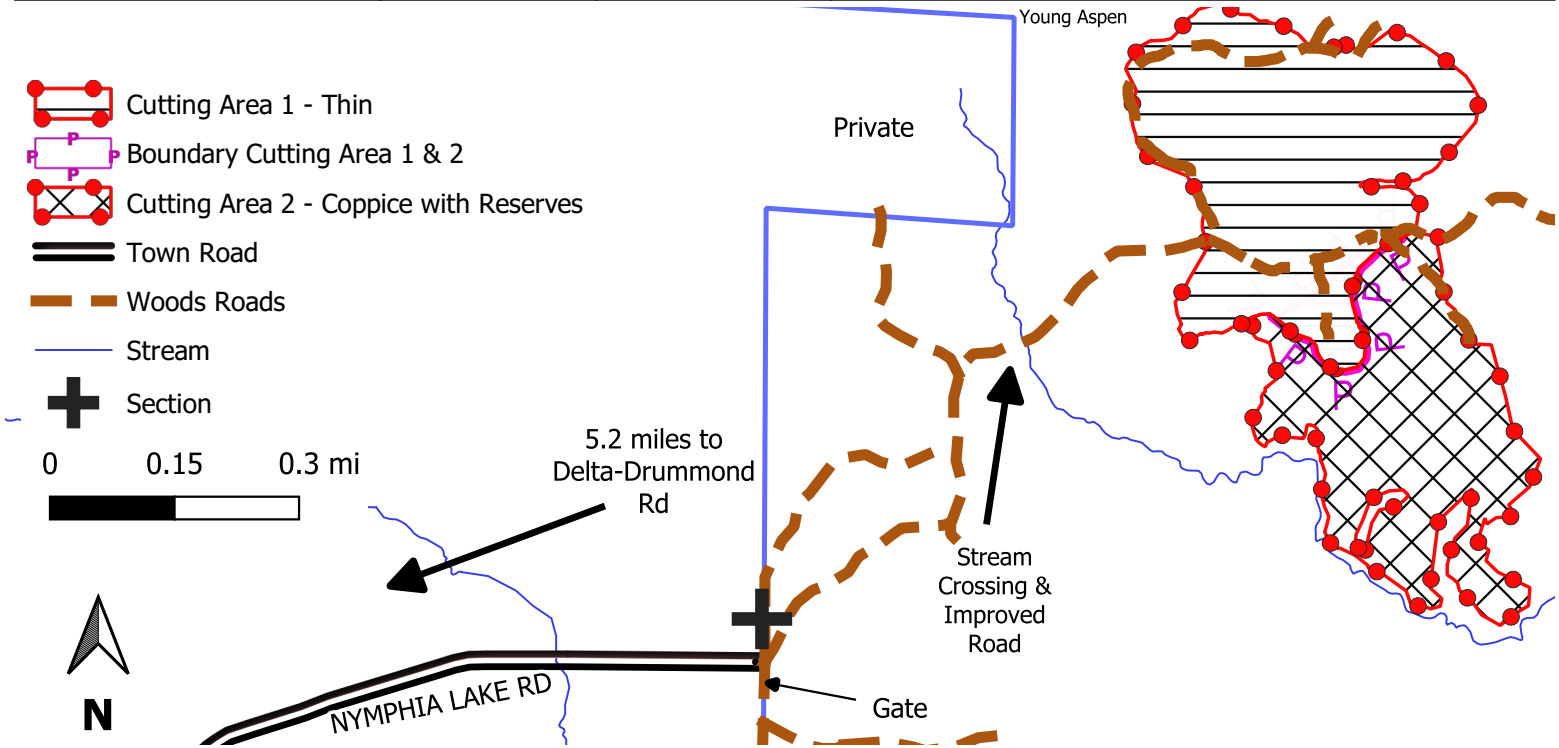 Young Aspen
Cutting Area 1 - Thin
P
P P
P
Boundary Cutting Area 1 & 2
Cutting Area 2 - Coppice with Reserves
Town Road
Woods Roads
Stream
Section
0 0.15 0.3 mi
N
Private
5.2 miles to
Delta-Drummond
Rd
NYMPHIA LAKE RD
Stream
Crossing &
Improved
Road
Gate
P
P
P
P
P